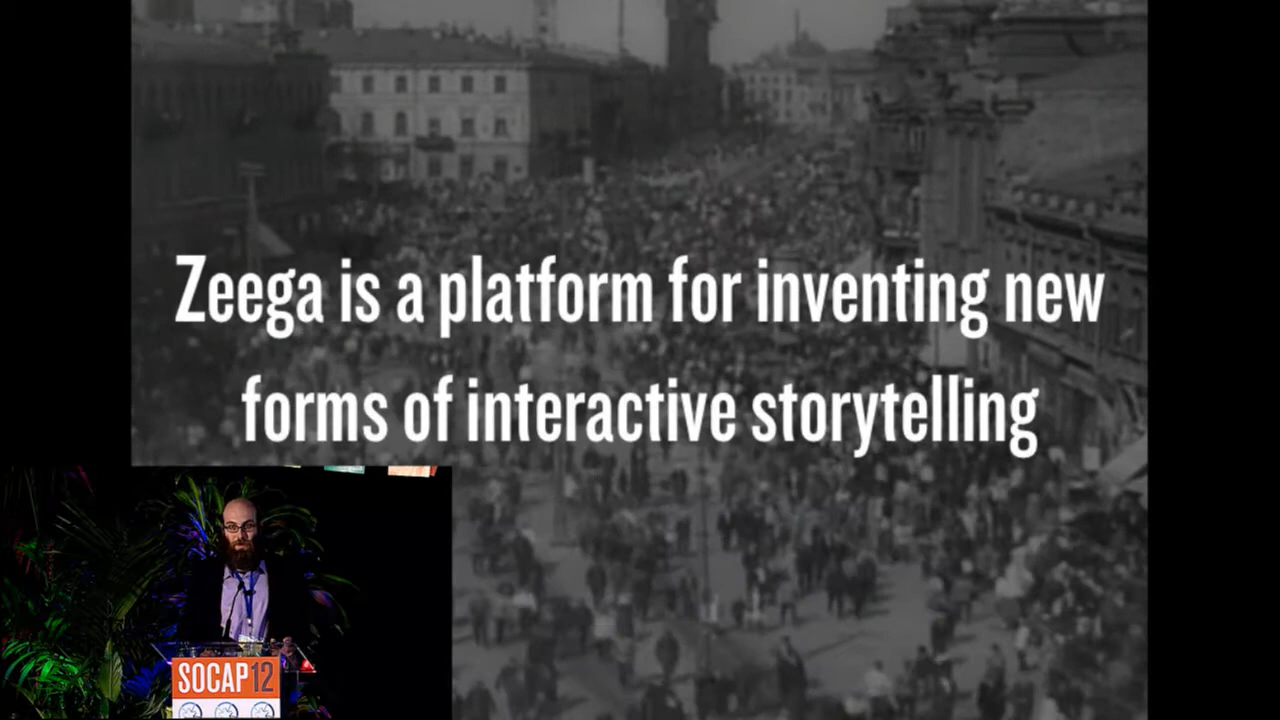 Zeega is a platform for inventing new
forms of interactive storytelling
SOCAP12